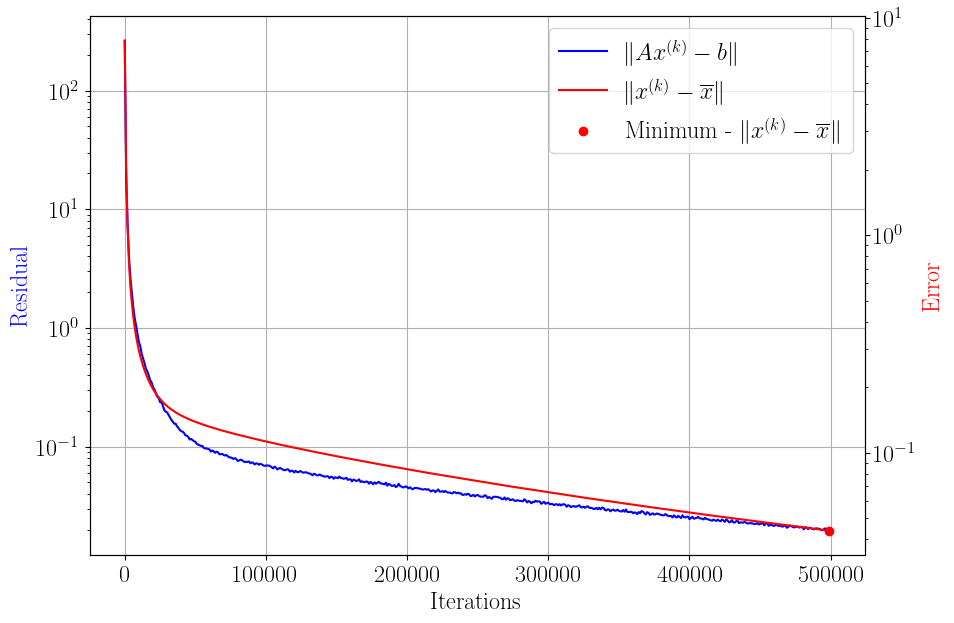 ‖Ax^(k) − b‖
‖x^(k) − x̅‖
Minimum - ‖x^(k) − x̅‖
10^2
10^1
10^0
10^−1
Residual
10^1
10^0
10^−1
Error
0 100000 200000 300000 400000 500000
Iterations